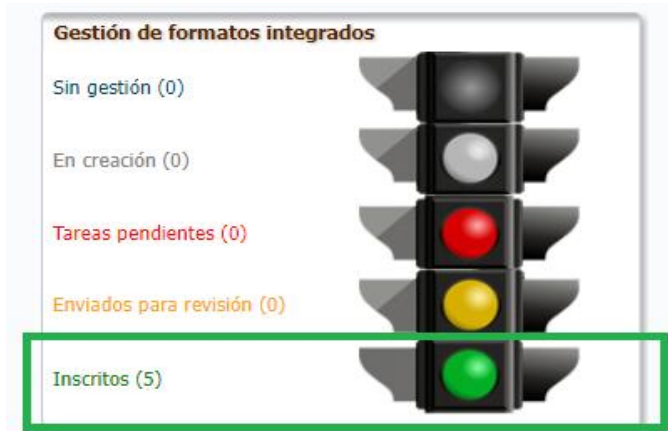 Gestión de formatos integrados
Sin gestión (0)
En creación (0)
Tareas pendientes (0)
Enviados para revisión (0)
Inscritos (5)